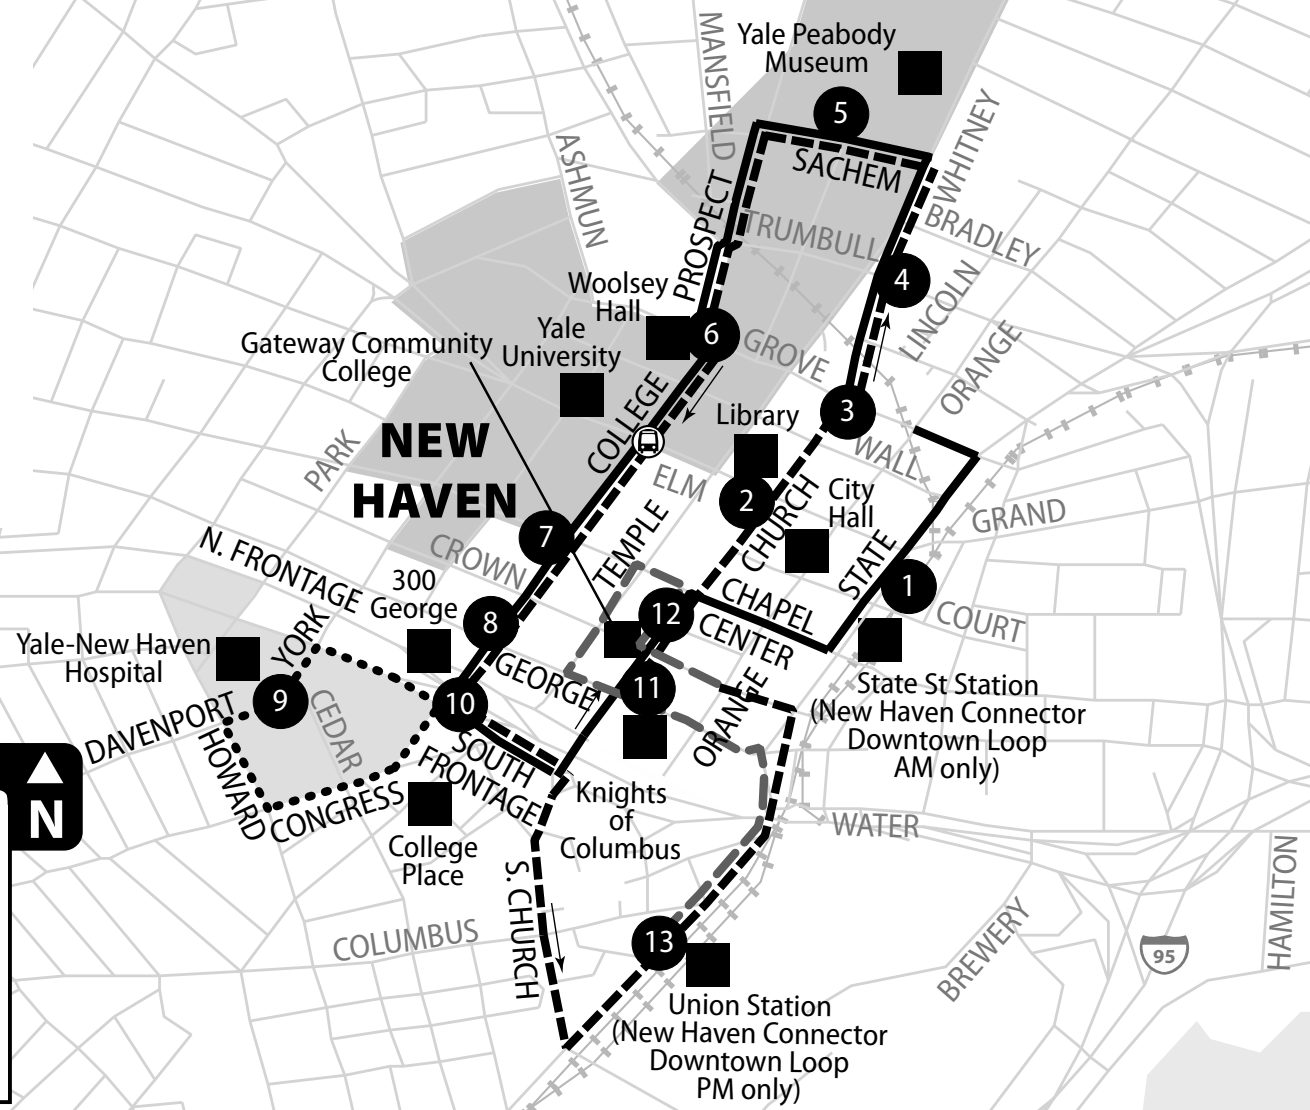 Yale Peabody
Museum
MANSFIELD
5
WHITNEY
ASHMUN
SACHEM
PROSPECT
TRUMBULL
BRADLEY
4
LINCOLN
Woolsey
Hall
6
GROVE
ORANGE
Yale
University
Gateway Community
College
COLLEGE
3
Library
WALL
NEW
HAVEN
PARK
ELM
2
City
Hall
CHURCH
GRAND
7
CROWN
TEMPLE
STATE
N. FRONTAGE
300
George
1
CHAPEL
COURT
12
CENTER
8
YORK
Yale-New Haven
Hospital
GEORGE
11
ORANGE
State St Station
(New Haven Connector
Downtown Loop
AM only)
9
CEDAR
10
DAVENPORT
HOWARD
SOUTH
FRONTAGE
CONGRESS
N
Knights
of
Columbus
College
Place
WATER
HAMILTON
S. CHURCH
COLUMBUS
13
BREWERY
95
Union Station
(New Haven Connector
Downtown Loop
PM only)